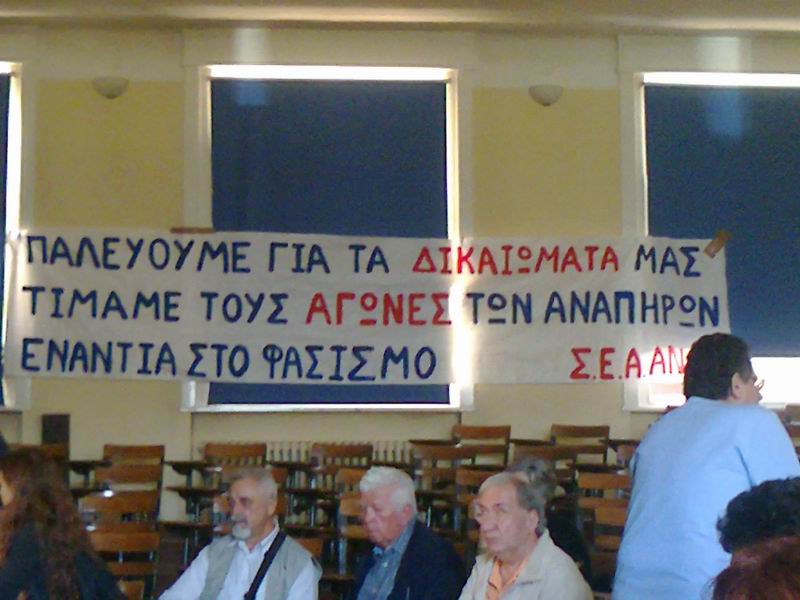 ΠΑΛΕΥΟΥΜΕ ΓΙΑ ΤΑ ΔΙΚΑΙΩΜΑΤΑ ΜΑΣ
ΤΙΜΑΜΕ ΤΟΥΣ ΑΓΩΝΕΣ ΤΩΝ ΑΝΑΠΗΡΩΝ
ΕΝΑΝΤΙΑ ΣΤΟ ΦΑΣΙΣΜΟ